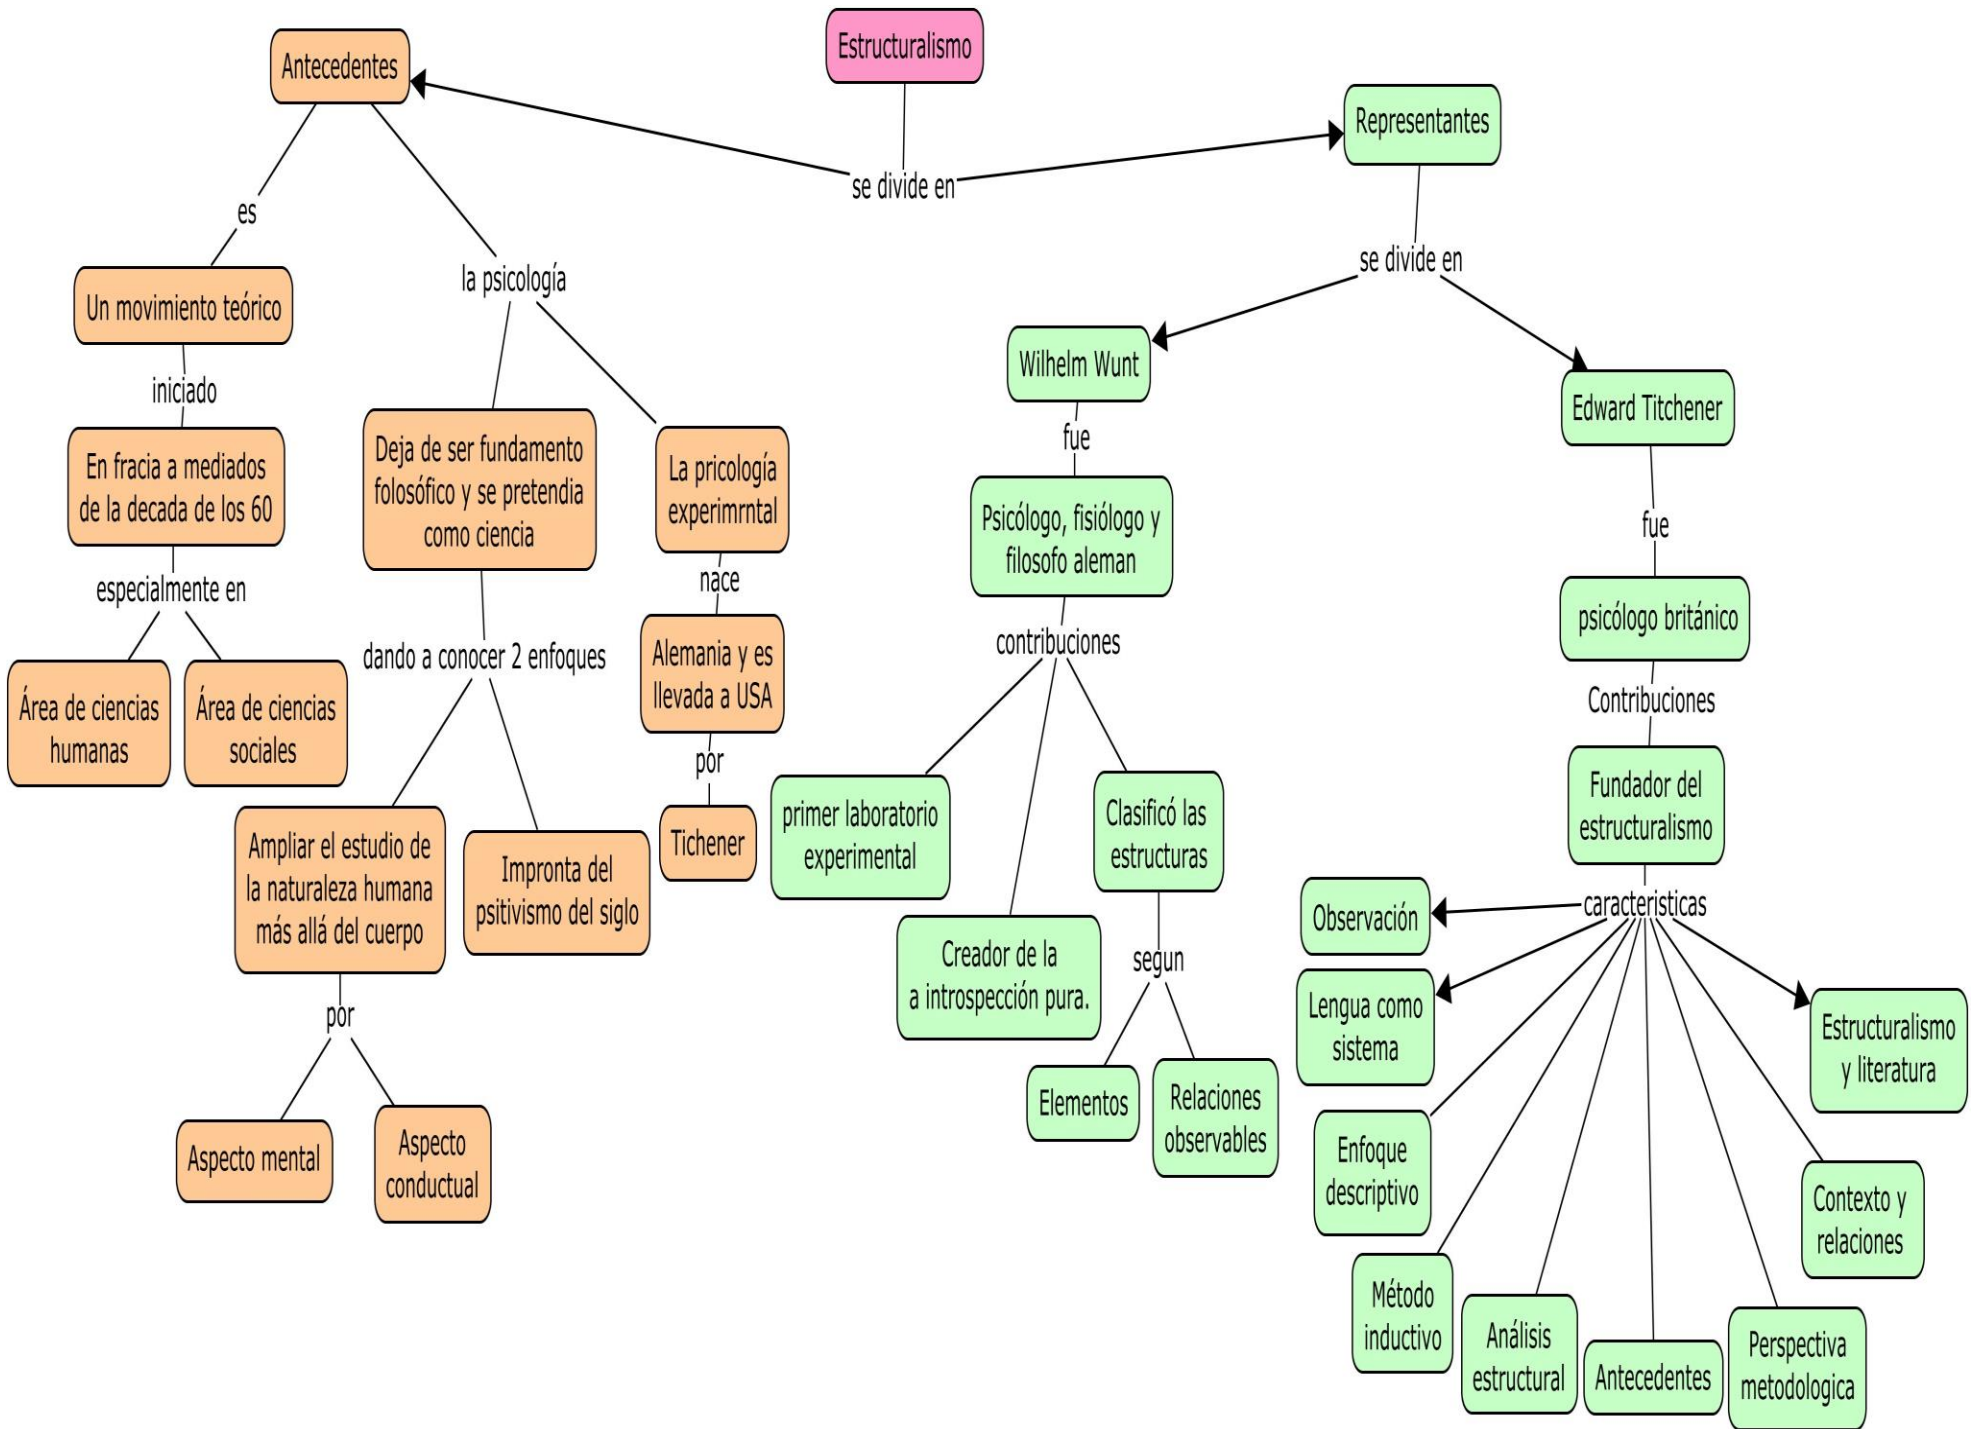 Estructuralismo
se divide en
Antecedentes
es
Un movimiento teórico
iniciado
En fracia a mediados
de la decada de los 60
especialmente en
Área de ciencias
humanas
Área de ciencias
sociales
la psicología
Deja de ser fundamento
folosófico y se pretendia
como ciencia
dando a conocer 2 enfoques
Ampliar el estudio de
la naturaleza humana
más allá del cuerpo
por
Aspecto mental
Aspecto
conductual
Impronta del
psitivismo del siglo
La pricología
experimrntal
nace
Alemania y es
llevada a USA
por
Tichener
Representantes
se divide en
Wilhelm Wunt
fue
Psicólogo, fisiólogo y
filosofo aleman
contribuciones
primer laboratorio
experimental
Creador de la
a introspección pura.
Clasificó las
estructuras
segun
Elementos
Relaciones
observables
Edward Titchener
fue
psicólogo británico
Contribuciones
Fundador del
estructuralismo
caracteristicas
Observación
Lengua como
sistema
Enfoque
descriptivo
Método
inductivo
Análisis
estructural
Antecedentes
Perspectiva
metodologica
Contexto y
relaciones
Estructuralismo
y literatura